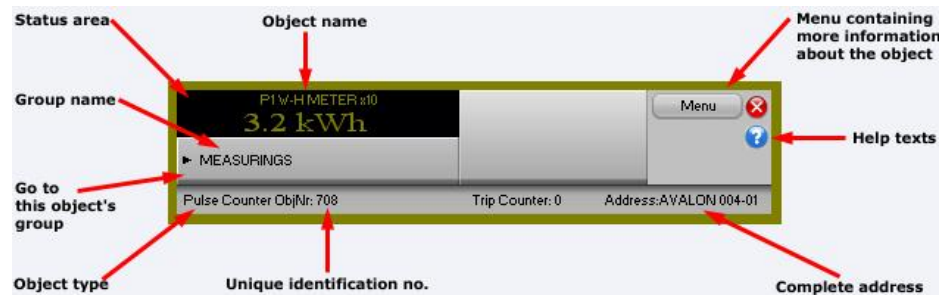 Status area
Object name
Menu containing
more information
about the object
Group name
P1 W-H METER x10
3.2 kWh
Menu
?
Help texts
MEASURINGS
Go to
this object's
group
Pulse Counter ObjNr: 708
Trip Counter: 0
Address:AVALON 004-01
Object type
Unique identification no.
Complete address